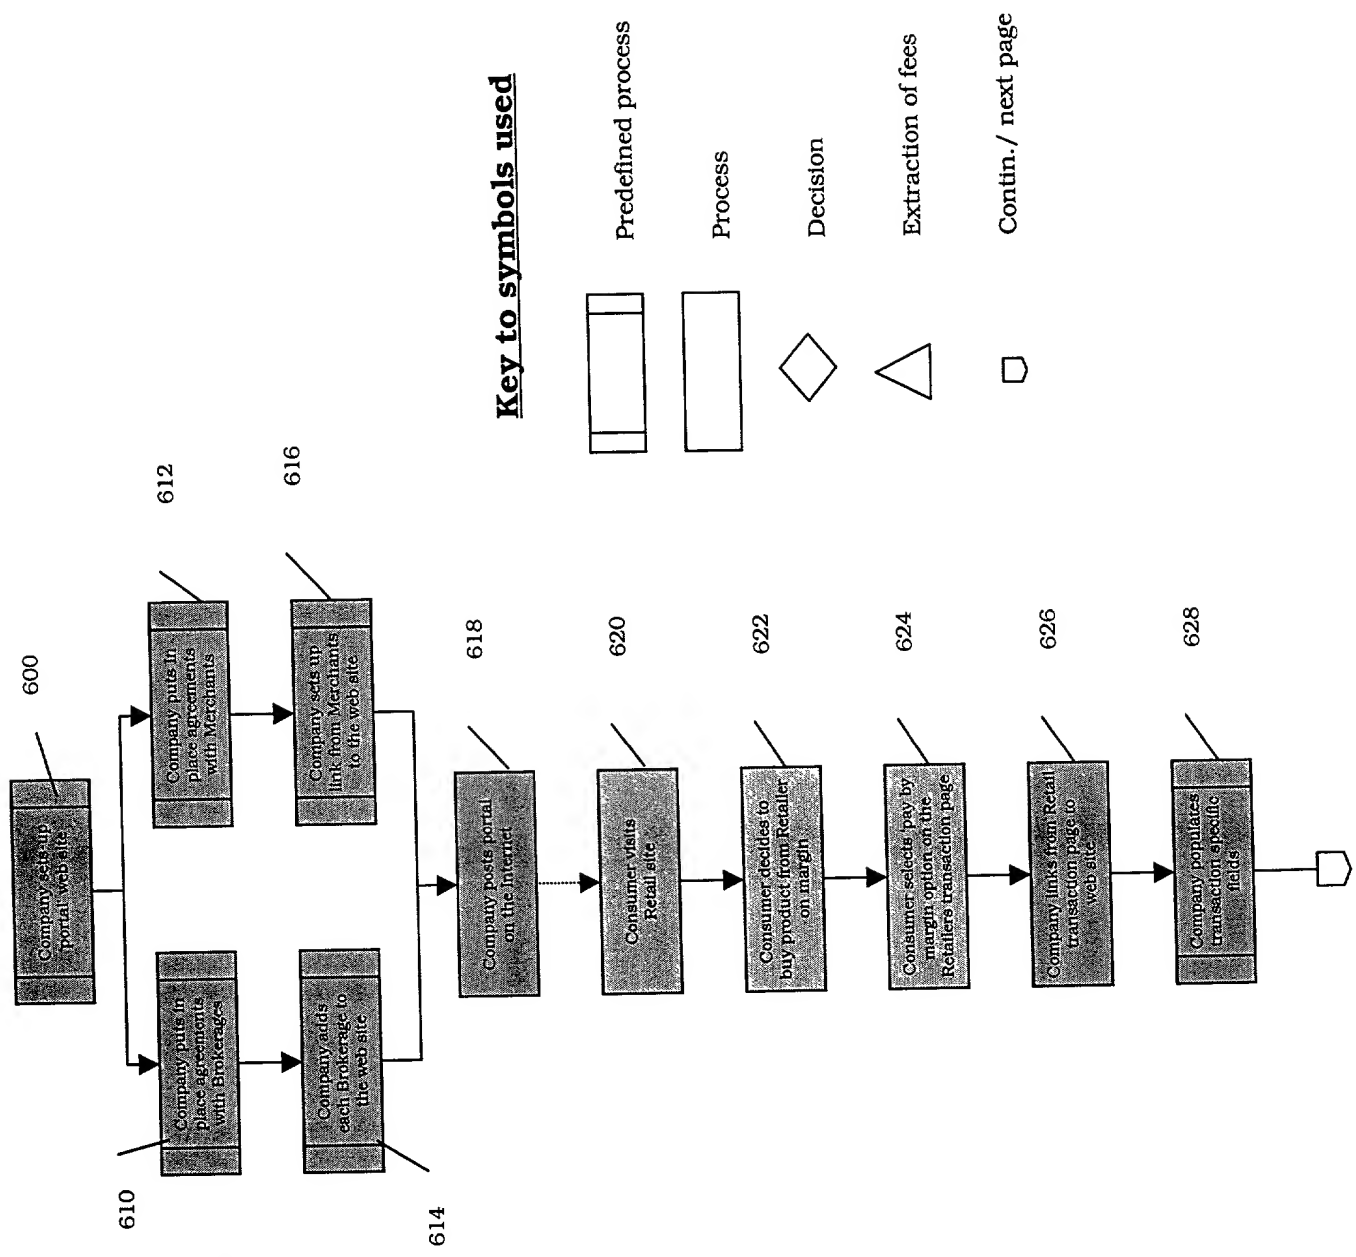 600
Company sets up
'portal' web site
610
Company puts in
place agreements
with Brokerages
612
Company puts in
place agreements
with Merchants
614
Company adds
each Brokerage to
the web site
616
Company sets up
link from Merchants
to the web site
618
Company posts portal
on the Internet
620
Consumer visits
Retail site
622
Consumer decides to
buy product from Retailer
on margin
624
Consumer selects 'pay by
margin option on the
Retailers transaction page
626
Company links from Retail
transaction page to
web site
628
Company populates
transaction specific
fields
Key to symbols used
Predefined process
Process
Decision
Extraction of fees
Contin./ next page